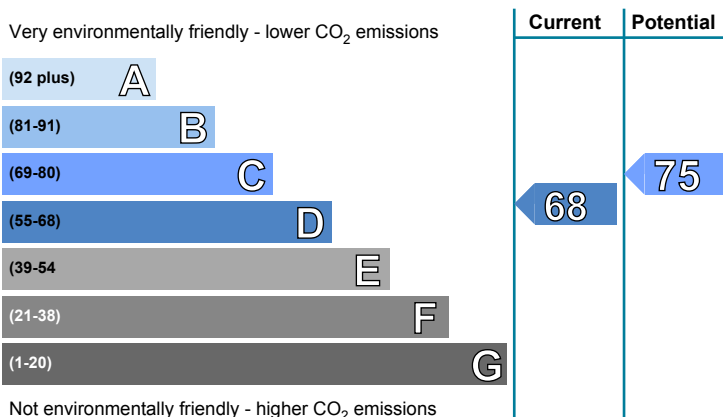 Current Potential
Very environmentally friendly - lower CO2 emissions
(92 plus) A
(81-91) B
(69-80) C
75
(55-68) D
68
(39-54 E
(21-38) F
(1-20) G
Not environmentally friendly - higher CO2 emissions